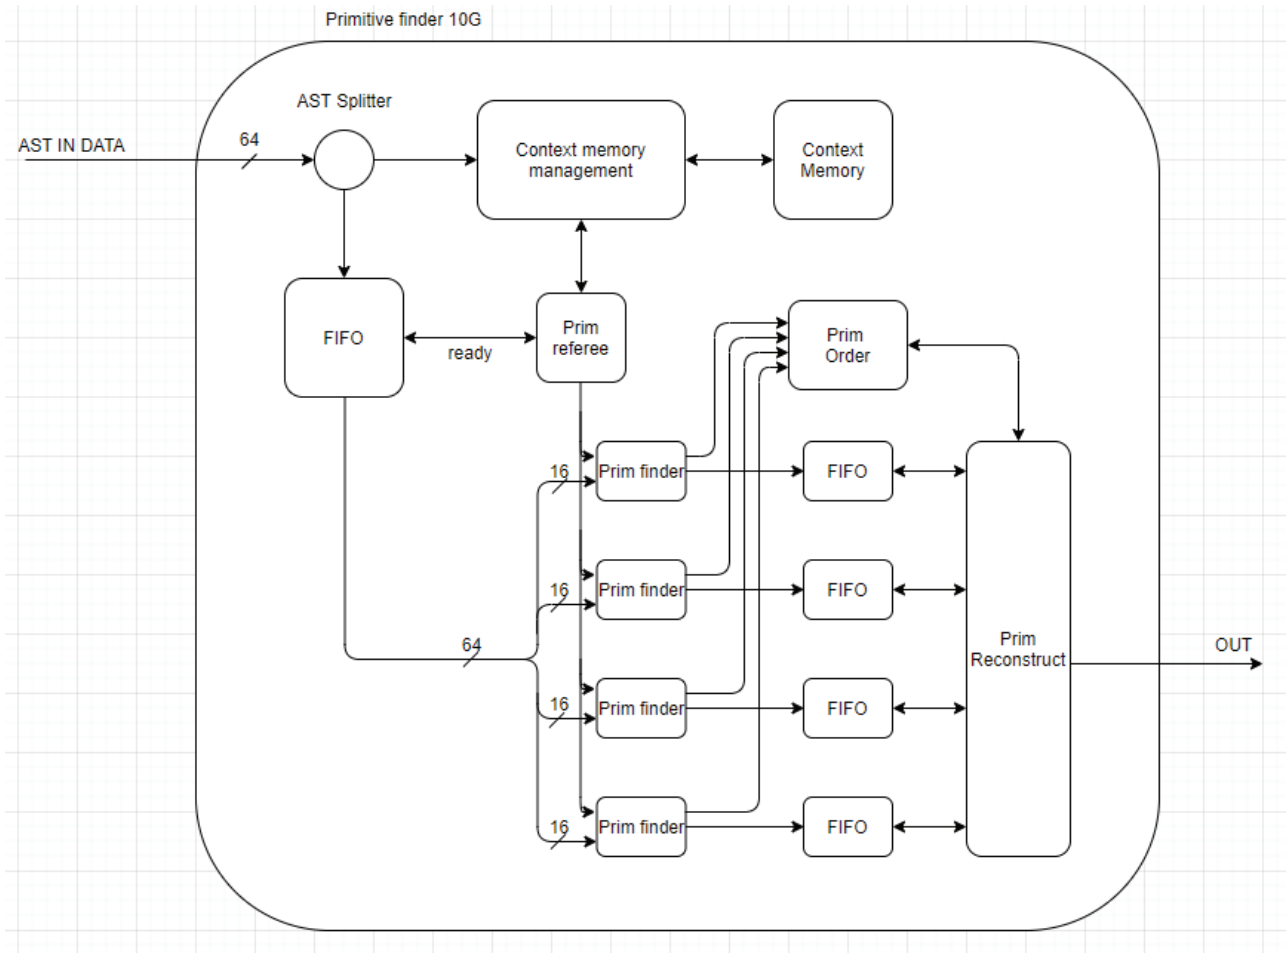 Primitive finder 10G
AST Splitter
AST IN DATA
64
Context memory
management
Context
Memory
FIFO
ready
Prim
referee
Prim
Order
16
Prim finder
FIFO
16
Prim finder
FIFO
64
Prim
Reconstruct
OUT
16
Prim finder
FIFO
16
Prim finder
FIFO